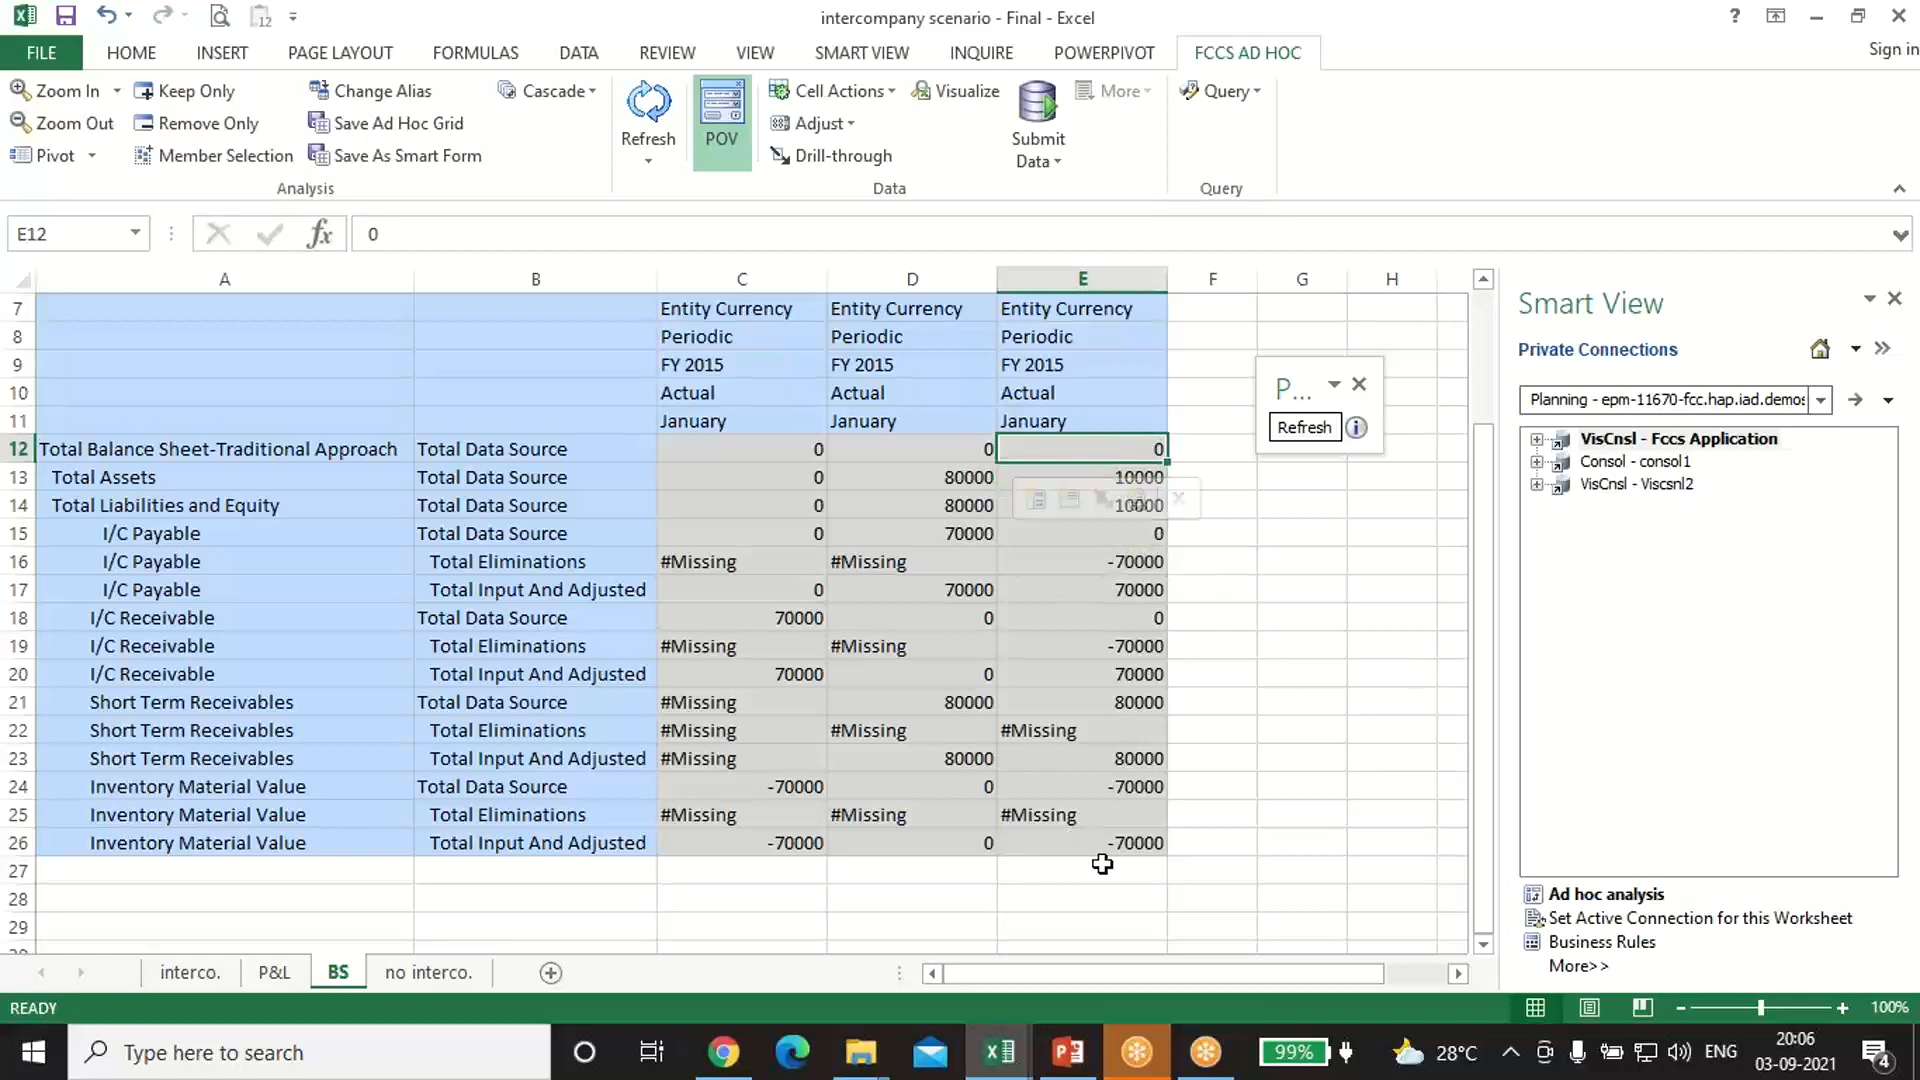 intercompany scenario - Final - Excel
FILE HOME INSERT PAGE LAYOUT FORMULAS DATA REVIEW VIEW SMART VIEW INQUIRE POWERPIVOT FCCS AD HOC Sign in
Zoom In Keep Only Change Alias Cascade Cell Actions Visualize More Query
Zoom Out Remove Only Save Ad Hoc Grid Refresh POV Adjust Submit Data
Pivot Member Selection Save As Smart Form Drill-through
Analysis Data Query
E12 fx 0
A B C D E F G H
7 Entity Currency Entity Currency Entity Currency
8 Periodic Periodic Periodic
9 FY 2015 FY 2015 FY 2015
10 Actual Actual Actual
11 January January January
12 Total Balance Sheet-Traditional Approach Total Data Source 0 0 0
13 Total Assets Total Data Source 0 80000 10000
14 Total Liabilities and Equity Total Data Source 0 80000 10000
15 I/C Payable Total Data Source 0 70000 0
16 I/C Payable Total Eliminations #Missing #Missing -70000
17 I/C Payable Total Input And Adjusted 0 70000 70000
18 I/C Receivable Total Data Source 70000 0 0
19 I/C Receivable Total Eliminations #Missing #Missing -70000
20 I/C Receivable Total Input And Adjusted 70000 0 70000
21 Short Term Receivables Total Data Source #Missing 80000 80000
22 Short Term Receivables Total Eliminations #Missing #Missing #Missing
23 Short Term Receivables Total Input And Adjusted #Missing 80000 80000
24 Inventory Material Value Total Data Source -70000 0 -70000
25 Inventory Material Value Total Eliminations #Missing #Missing #Missing
26 Inventory Material Value Total Input And Adjusted -70000 0 -70000
27
28
29
P...
Refresh
Smart View
Private Connections
Planning - epm-11670-fcc.hap.iad.demos
VisCnsl - Fccs Application
Consol - consol1
VisCnsl - Viscsnl2
Ad hoc analysis
Set Active Connection for this Worksheet
Business Rules
More>>
interco. P&L BS no interco.
READY 100%
Type here to search 99% 28°C ENG 20:06
03-09-2021 4